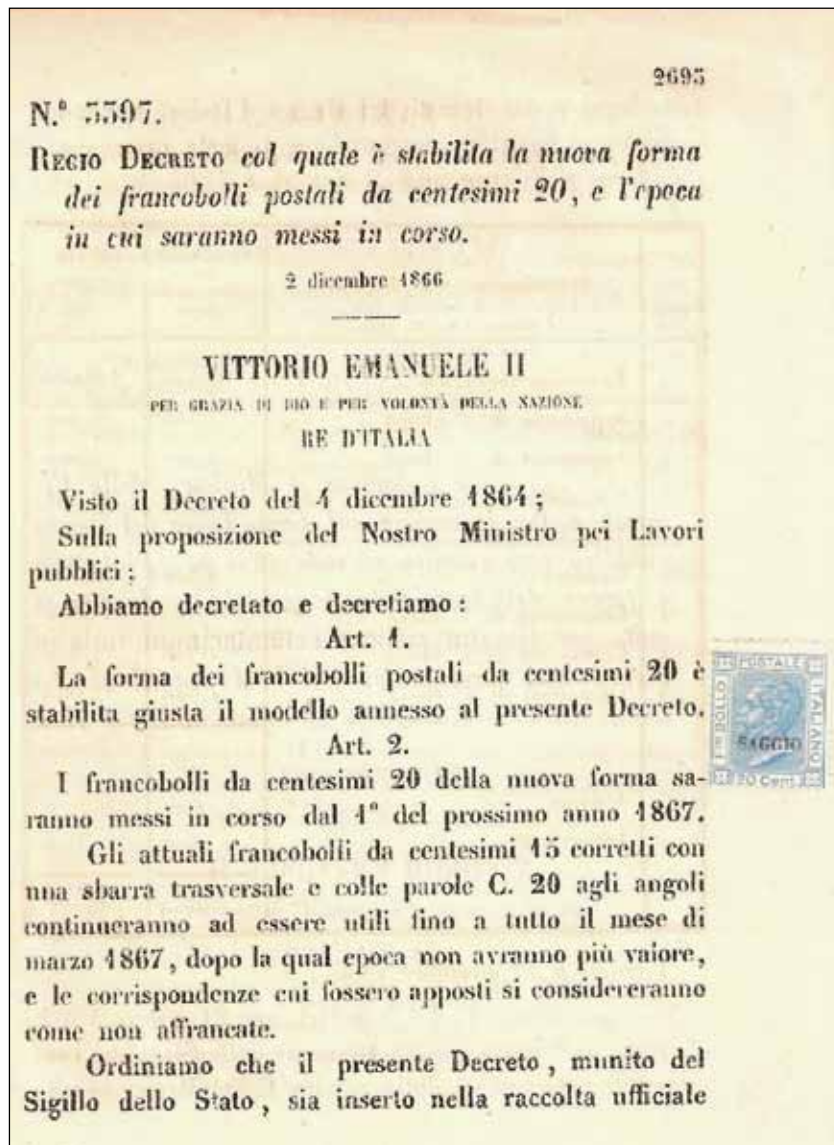 2695
N.° 3397.
REGIO DECRETO col quale è stabilita la nuova forma
dei francobolli postali da centesimi 20, e l'epoca
in cui saranno messi in corso.
2 dicembre 1866
VITTORIO EMANUELE II
PER GRAZIA DI DIO E PER VOLONTÀ DELLA NAZIONE
RE D'ITALIA
Visto il Decreto del 4 dicembre 1864;
Sulla proposizione del Nostro Ministro pei Lavori
pubblici;
Abbiamo decretato e decretiamo:
Art. 1.
La forma dei francobolli postali da centesimi 20 è
stabilita giusta il modello annesso al presente Decreto.
Art. 2.
I francobolli da centesimi 20 della nuova forma sa-
ranno messi in corso dal 1° del prossimo anno 1867.
Gli attuali francobolli da centesimi 15 corretti con
una sbarra trasversale e colle parole C. 20 agli angoli
continueranno ad essere utili fino a tutto il mese di
marzo 1867, dopo la qual epoca non avranno più valore,
e le corrispondenze cui fossero apposti si considereranno
come non affrancate.
Ordiniamo che il presente Decreto, munito del
Sigillo dello Stato, sia inserto nella raccolta ufficiale
POSTALE
BOLLO
ITALIANO
SAGGIO
20 Cent